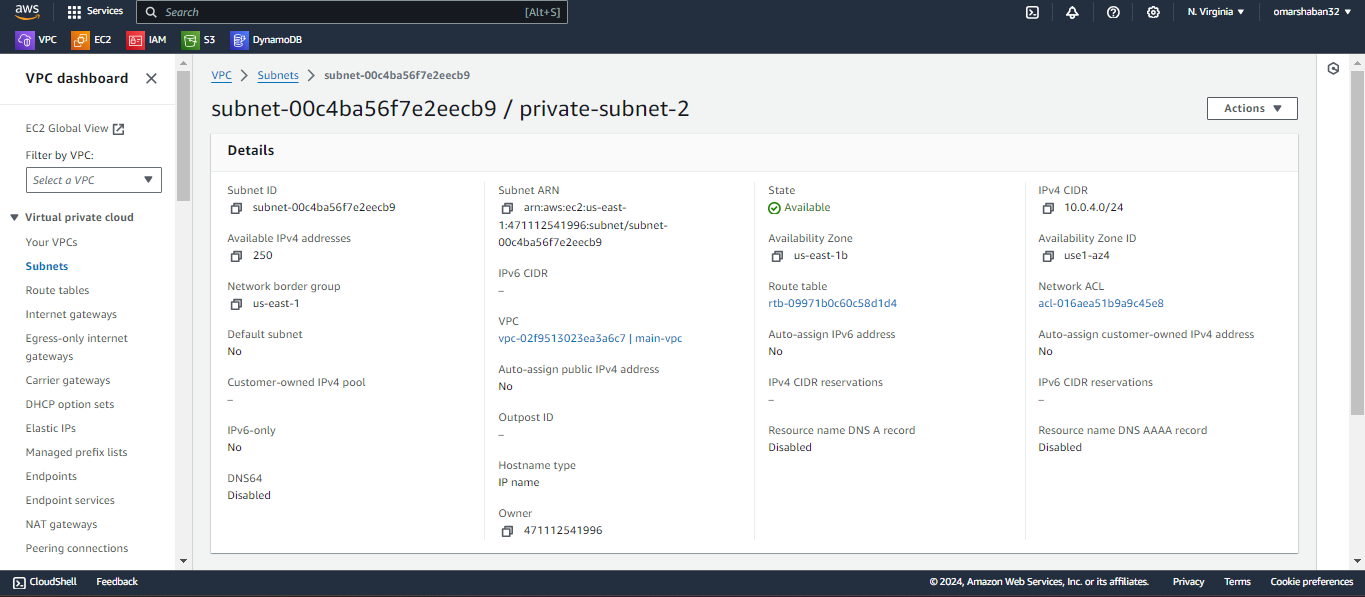 aws
Services
Search
[Alt+S]
N. Virginia
omarshaban32
VPC
EC2
IAM
S3
DynamoDB
VPC dashboard
EC2 Global View
Filter by VPC:
Select a VPC
Virtual private cloud
Your VPCs
Subnets
Route tables
Internet gateways
Egress-only internet
gateways
Carrier gateways
DHCP option sets
Elastic IPs
Managed prefix lists
Endpoints
Endpoint services
NAT gateways
Peering connections
VPC > Subnets > subnet-00c4ba56f7e2eecb9
subnet-00c4ba56f7e2eecb9 / private-subnet-2
Actions
Details
Subnet ID
subnet-00c4ba56f7e2eecb9
Available IPv4 addresses
250
Network border group
us-east-1
Default subnet
No
Customer-owned IPv4 pool
–
IPv6-only
No
DNS64
Disabled
Subnet ARN
arn:aws:ec2:us-east-
1:471112541996:subnet/subnet-
00c4ba56f7e2eecb9
IPv6 CIDR
–
VPC
vpc-02f9513023ea3a6c7 | main-vpc
Auto-assign public IPv4 address
No
Outpost ID
–
Hostname type
IP name
Owner
471112541996
State
Available
Availability Zone
us-east-1b
Route table
rtb-09971b0c60c58d1d4
Auto-assign IPv6 address
No
IPv4 CIDR reservations
–
Resource name DNS A record
Disabled
IPv4 CIDR
10.0.4.0/24
Availability Zone ID
use1-az4
Network ACL
acl-016aea51b9a9c45e8
Auto-assign customer-owned IPv4 address
No
IPv6 CIDR reservations
–
Resource name DNS AAAA record
Disabled
CloudShell
Feedback
© 2024, Amazon Web Services, Inc. or its affiliates.
Privacy
Terms
Cookie preferences